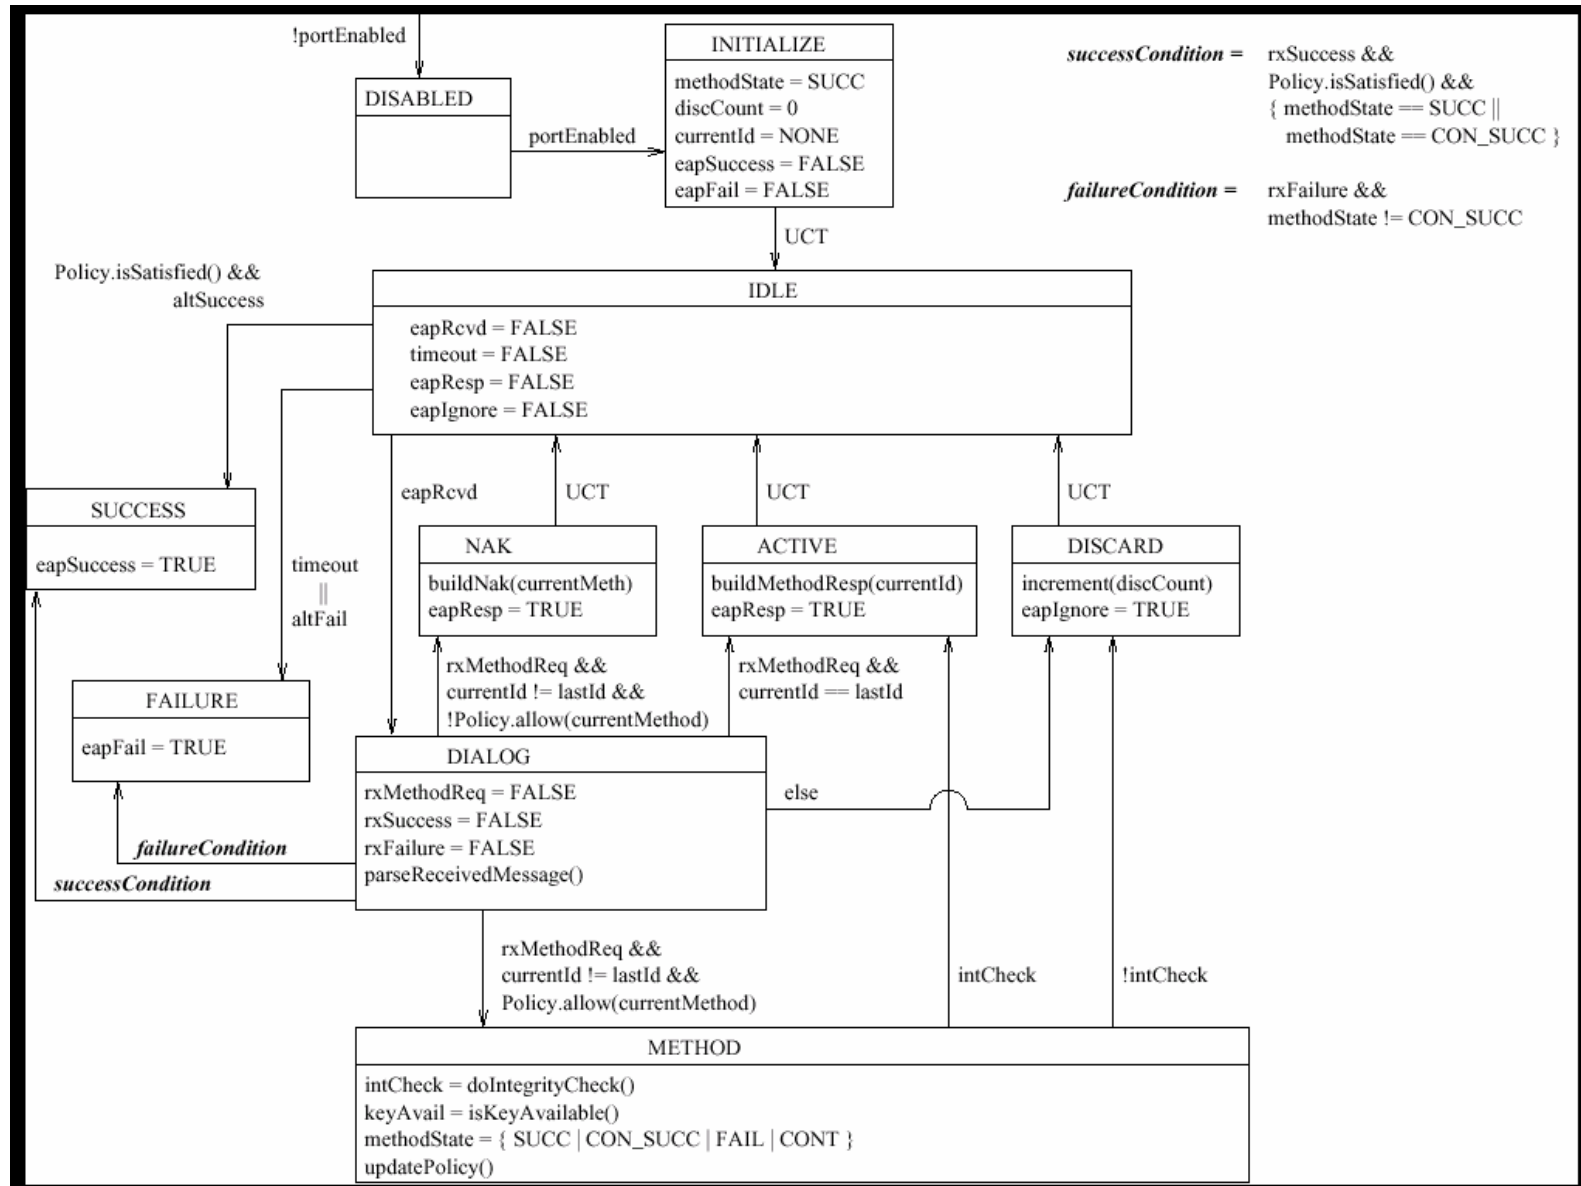 !portEnabled
DISABLED
portEnabled
INITIALIZE
methodState = SUCC
discCount = 0
currentId = NONE
eapSuccess = FALSE
eapFail = FALSE
UCT
successCondition = rxSuccess &&
Policy.isSatisfied() &&
{ methodState == SUCC ||
methodState == CON_SUCC }
failureCondition = rxFailure &&
methodState != CON_SUCC
Policy.isSatisfied() &&
altSuccess
IDLE
eapRcvd = FALSE
timeout = FALSE
eapResp = FALSE
eapIgnore = FALSE
SUCCESS
eapSuccess = TRUE
timeout
||
altFail
eapRcvd
UCT
UCT
UCT
NAK
buildNak(currentMeth)
eapResp = TRUE
ACTIVE
buildMethodResp(currentId)
eapResp = TRUE
DISCARD
increment(discCount)
eapIgnore = TRUE
FAILURE
eapFail = TRUE
rxMethodReq &&
currentId != lastId &&
!Policy.allow(currentMethod)
rxMethodReq &&
currentId == lastId
DIALOG
rxMethodReq = FALSE
rxSuccess = FALSE
rxFailure = FALSE
parseReceivedMessage()
else
failureCondition
successCondition
rxMethodReq &&
currentId != lastId &&
Policy.allow(currentMethod)
intCheck
!intCheck
METHOD
intCheck = doIntegrityCheck()
keyAvail = isKeyAvailable()
methodState = { SUCC | CON_SUCC | FAIL | CONT }
updatePolicy()